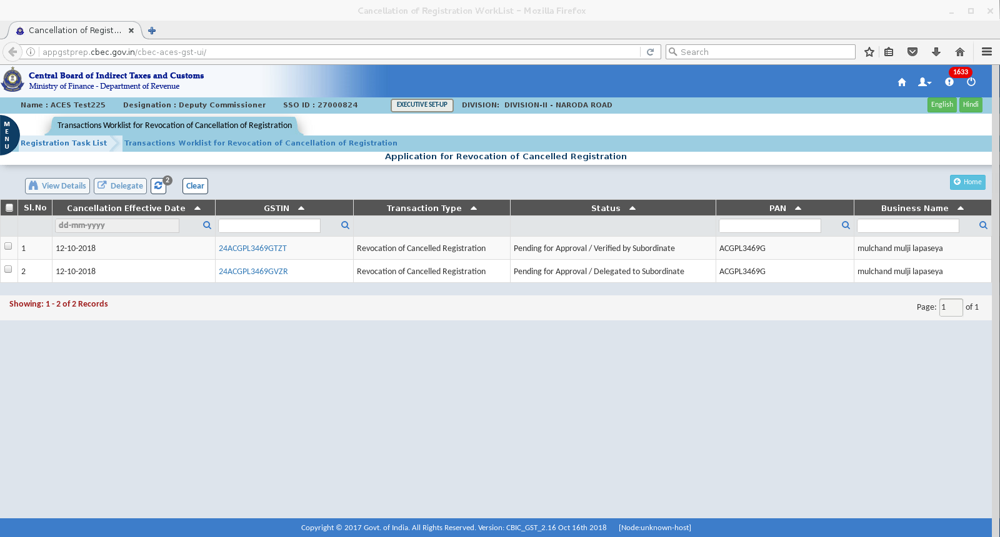 Cancellation of Registration WorkList - Mozilla Firefox
Cancellation of Regist...
appgstprep.cbec.gov.in/cbec-aces-gst-ui/
Search
Central Board of Indirect Taxes and Customs
Ministry of Finance - Department of Revenue
1633
Name : ACES Test225 Designation : Deputy Commissioner SSO ID : 27000824 EXECUTIVE SET-UP DIVISION: DIVISION-II - NARODA ROAD English Hindi
MENU
Transactions Worklist for Revocation of Cancellation of Registration
Registration Task List Transactions Worklist for Revocation of Cancellation of Registration
Application for Revocation of Cancelled Registration
View Details Delegate 2 Clear Home
Sl.No Cancellation Effective Date GSTIN Transaction Type Status PAN Business Name
dd-mm-yyyy
1 12-10-2018 24ACGPL3469GTZT Revocation of Cancelled Registration Pending for Approval / Verified by Subordinate ACGPL3469G mulchand mulji lapaseya
2 12-10-2018 24ACGPL3469GVZR Revocation of Cancelled Registration Pending for Approval / Delegated to Subordinate ACGPL3469G mulchand mulji lapaseya
Showing: 1 - 2 of 2 Records
Page: 1 of 1
Copyright © 2017 Govt. of India. All Rights Reserved. Version: CBIC_GST_2.16 Oct 16th 2018 [Node:unknown-host]